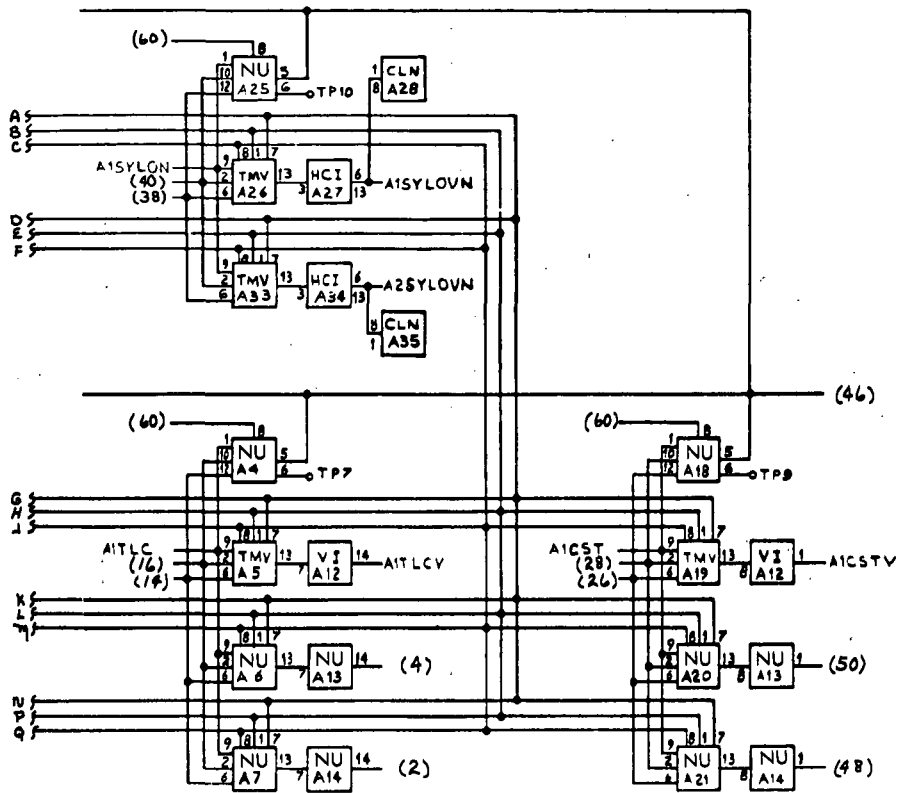 (60) 8
1 NU 5
10 A25 6 TP10
12
1 CLN
8 A28
A
B
C
8 1 7
A1SYLON 9 TMV 13 HCI 6
(40) 2 A26 3 A27 13 A1SYLOVN
(38) 6
D
E
F
8 1 7
9 TMV 13 HCI 6
2 A33 3 A34 13 A2SYLOVN
6
8 CLN
1 A35
(46)
(60) 8
1 NU 5
10 A4 6 TP7
12
(60) 8
1 NU 5
10 A18 6 TP9
12
G
H
J
8 1 7 8 1 7
A1TLC 9 TMV 13 VI 14 A1TLCV
(16) 2 A5 7 A12
(14) 6
A1CST 9 TMV 13 VI 1 A1CSTV
(28) 2 A19 8 A12
(26) 6
K
L
M
8 1 7 8 1 7
9 NU 13 NU 14 (4)
2 A6 7 A13
6
9 NU 13 NU 1 (50)
2 A20 8 A13
6
N
P
Q
8 1 7 8 1 7
9 NU 13 NU 14 (2)
2 A7 7 A14
6
9 NU 13 NU 1 (48)
2 A21 8 A14
6